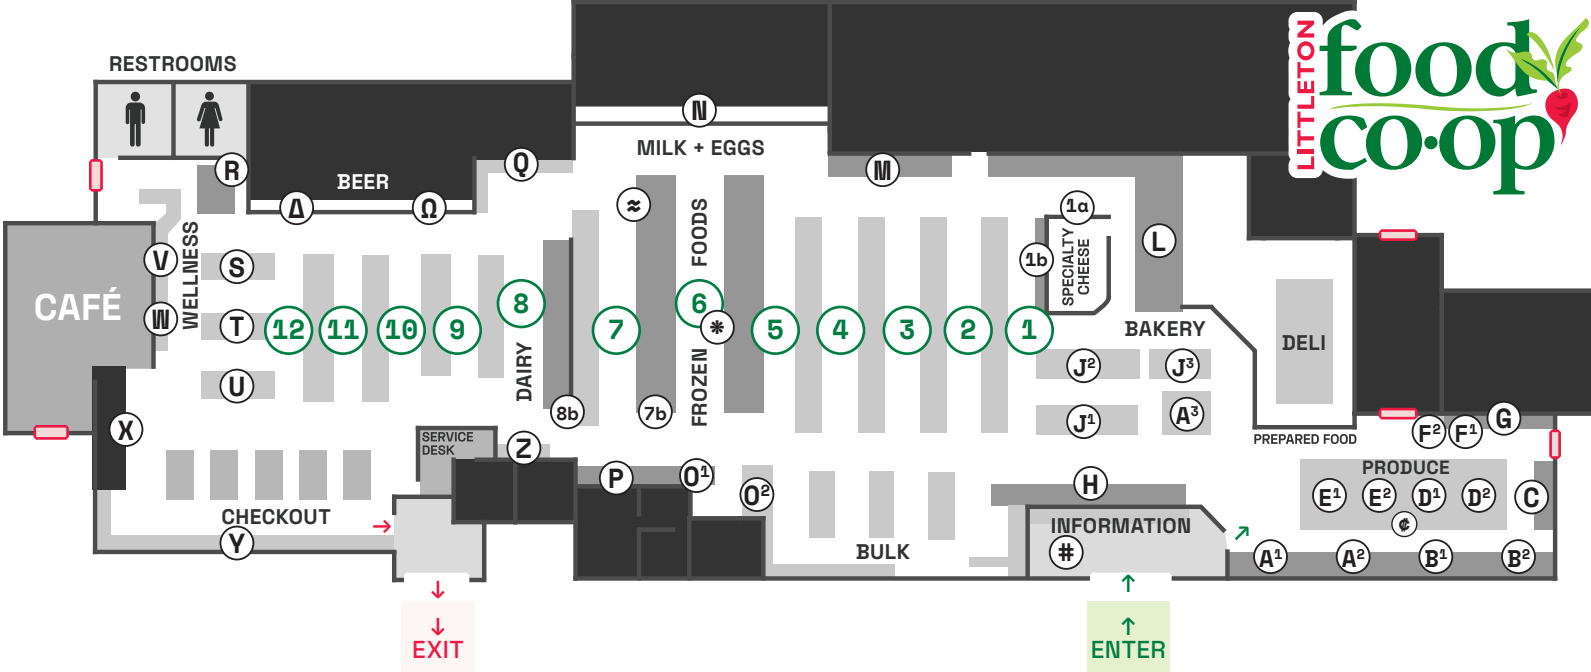 LITTLETON
food
co·op
RESTROOMS
N
MILK + EGGS
R
BEER
Q
M
Δ
Ω
≈
FROZEN FOODS
1a
1b
SPECIALTY
CHEESE
L
V
W
WELLNESS
S
T
U
CAFÉ
12
11
10
9
8
7
6
*
5
4
3
2
1
DAIRY
8b
7b
BAKERY
J²
J³
J¹
A³
DELI
PREPARED FOOD
F²
F¹
G
X
SERVICE
DESK
Z
P
O¹
O²
H
PRODUCE
E¹
E²
D¹
D²
C
¢
CHECKOUT
→
Y
INFORMATION
#
↗
BULK
A¹
A²
B¹
B²
↓
↓
EXIT
↑
↑
ENTER